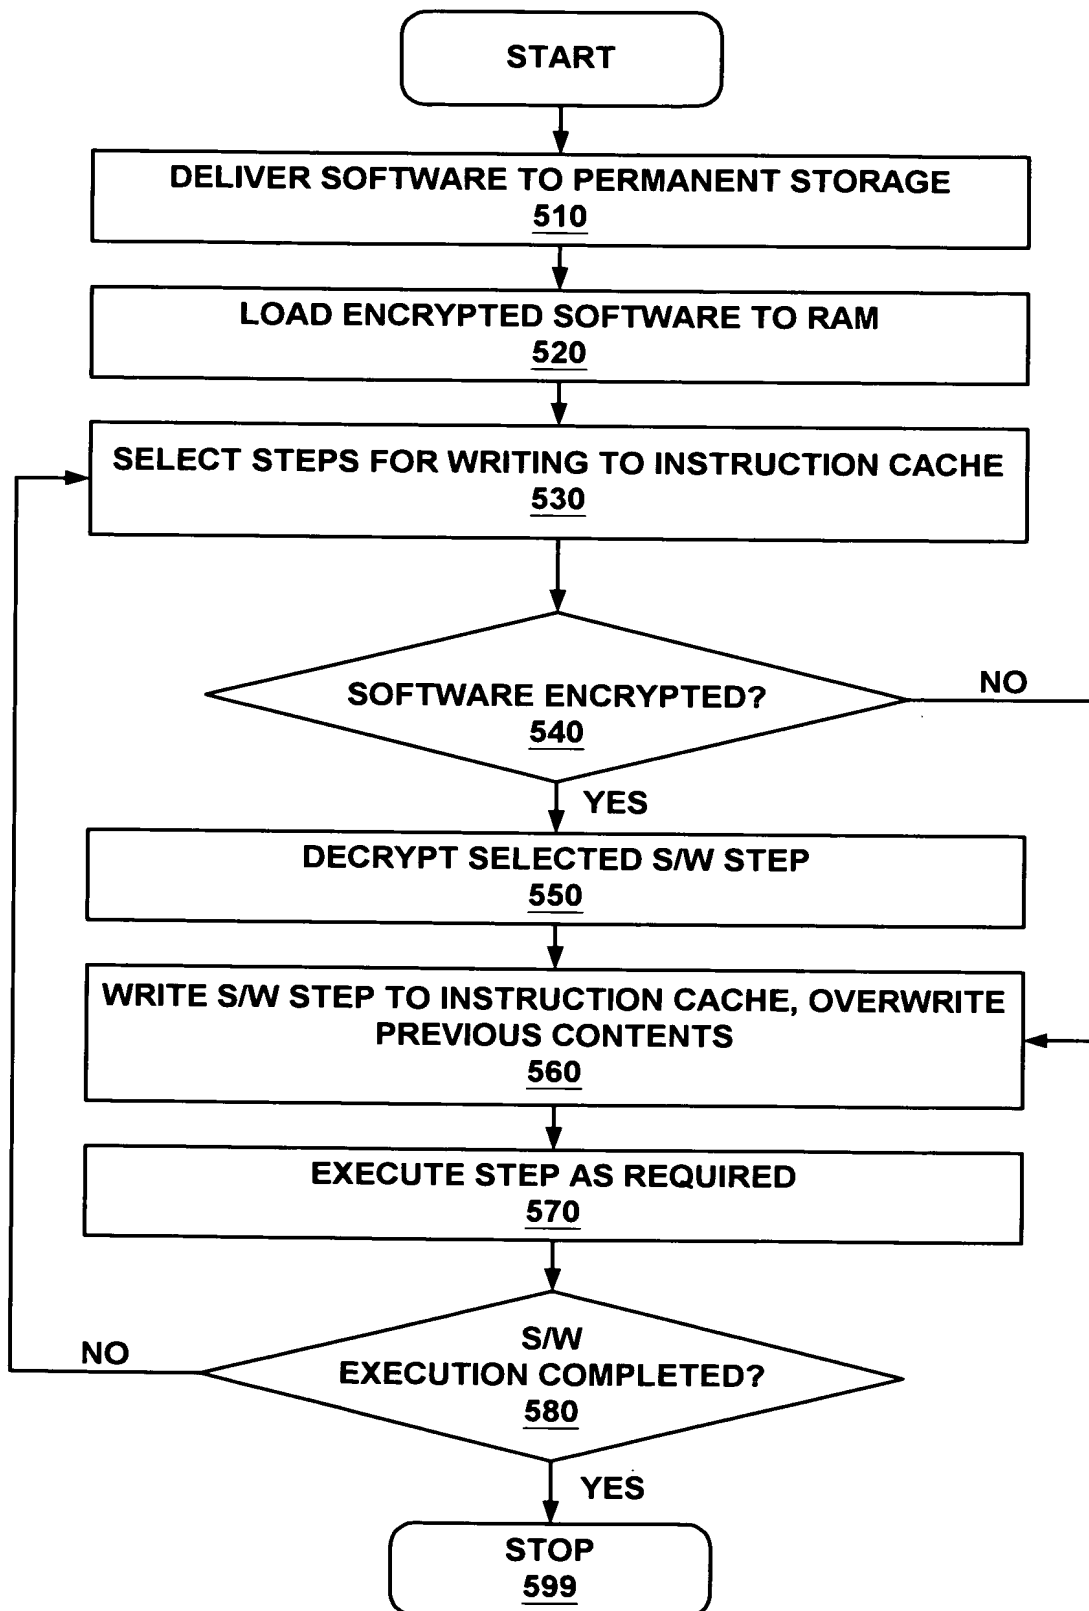 START
DELIVER SOFTWARE TO PERMANENT STORAGE
510
LOAD ENCRYPTED SOFTWARE TO RAM
520
SELECT STEPS FOR WRITING TO INSTRUCTION CACHE
530
SOFTWARE ENCRYPTED?
540
NO
YES
DECRYPT SELECTED S/W STEP
550
WRITE S/W STEP TO INSTRUCTION CACHE, OVERWRITE
PREVIOUS CONTENTS
560
EXECUTE STEP AS REQUIRED
570
S/W
EXECUTION COMPLETED?
580
NO
YES
STOP
599